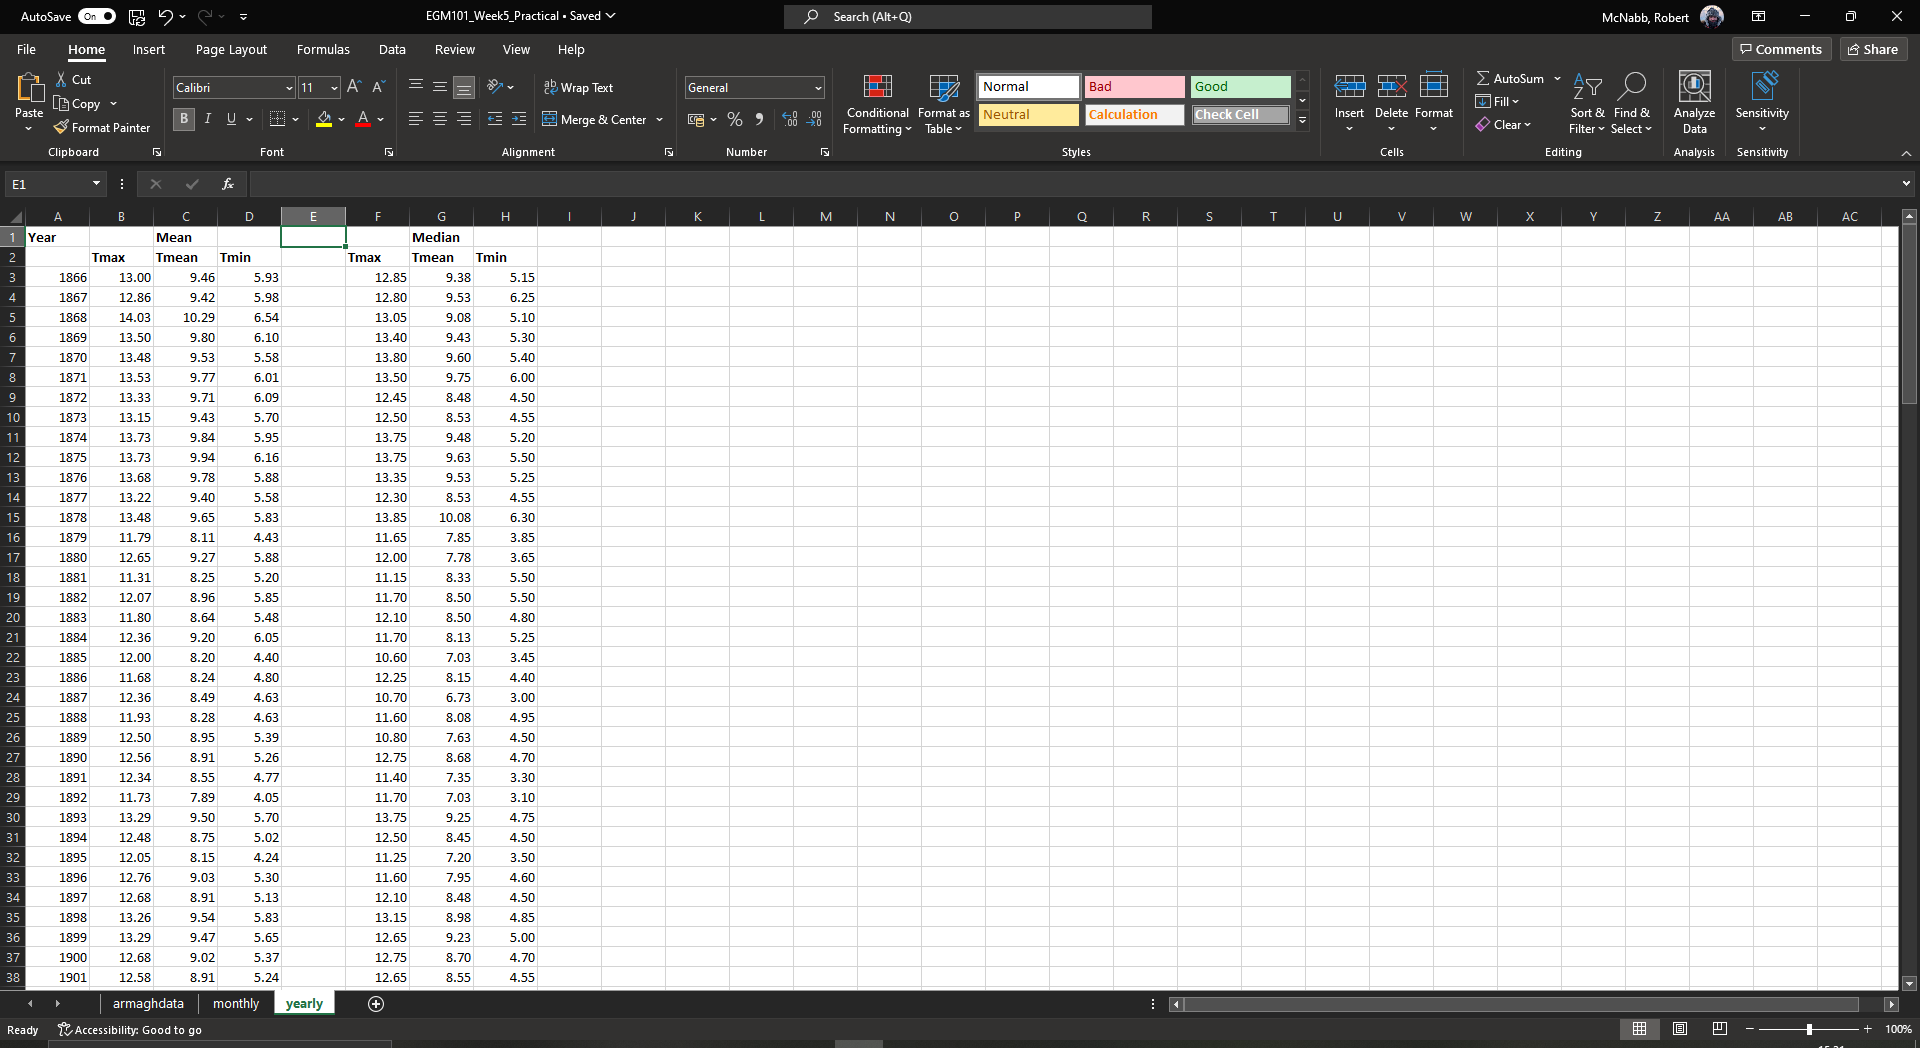 AutoSave On EGM101_Week5_Practical • Saved Search (Alt+Q) McNabb, Robert
File Home Insert Page Layout Formulas Data Review View Help Comments Share
Paste Cut Copy Format Painter
Calibri 11 B I U
Wrap Text Merge & Center
General
Conditional Formatting Format as Table
Normal Bad Good
Neutral Calculation Check Cell
Insert Delete Format
AutoSum Fill Clear
Sort & Filter Find & Select
Analyze Data Sensitivity
Clipboard Font Alignment Number Styles Cells Editing Analysis Sensitivity
E1 fx
A B C D E F G H I J K L M N O P Q R S T U V W X Y Z AA AB AC
1 Year Mean Median
2 Tmax Tmean Tmin Tmax Tmean Tmin
3 1866 13.00 9.46 5.93 12.85 9.38 5.15
4 1867 12.86 9.42 5.98 12.80 9.53 6.25
5 1868 14.03 10.29 6.54 13.05 9.08 5.10
6 1869 13.50 9.80 6.10 13.40 9.43 5.30
7 1870 13.48 9.53 5.58 13.80 9.60 5.40
8 1871 13.53 9.77 6.01 13.50 9.75 6.00
9 1872 13.33 9.71 6.09 12.45 8.48 4.50
10 1873 13.15 9.43 5.70 12.50 8.53 4.55
11 1874 13.73 9.84 5.95 13.75 9.48 5.20
12 1875 13.73 9.94 6.16 13.75 9.63 5.50
13 1876 13.68 9.78 5.88 13.35 9.53 5.25
14 1877 13.22 9.40 5.58 12.30 8.53 4.55
15 1878 13.48 9.65 5.83 13.85 10.08 6.30
16 1879 11.79 8.11 4.43 11.65 7.85 3.85
17 1880 12.65 9.27 5.88 12.00 7.78 3.65
18 1881 11.31 8.25 5.20 11.15 8.33 5.50
19 1882 12.07 8.96 5.85 11.70 8.50 5.50
20 1883 11.80 8.64 5.48 12.10 8.50 4.80
21 1884 12.36 9.20 6.05 11.70 8.13 5.25
22 1885 12.00 8.20 4.40 10.60 7.03 3.45
23 1886 11.68 8.24 4.80 12.25 8.15 4.40
24 1887 12.36 8.49 4.63 10.70 6.73 3.00
25 1888 11.93 8.28 4.63 11.60 8.08 4.95
26 1889 12.50 8.95 5.39 10.80 7.63 4.50
27 1890 12.56 8.91 5.26 12.75 8.68 4.70
28 1891 12.34 8.55 4.77 11.40 7.35 3.30
29 1892 11.73 7.89 4.05 11.70 7.03 3.10
30 1893 13.29 9.50 5.70 13.75 9.25 4.75
31 1894 12.48 8.75 5.02 12.50 8.45 4.50
32 1895 12.05 8.15 4.24 11.25 7.20 3.50
33 1896 12.76 9.03 5.30 11.60 7.95 4.60
34 1897 12.68 8.91 5.13 12.10 8.48 4.50
35 1898 13.26 9.54 5.83 13.15 8.98 4.85
36 1899 13.29 9.47 5.65 12.65 9.23 5.00
37 1900 12.68 9.02 5.37 12.75 8.70 4.70
38 1901 12.58 8.91 5.24 12.65 8.55 4.55
armaghdata monthly yearly
Ready Accessibility: Good to go 100%